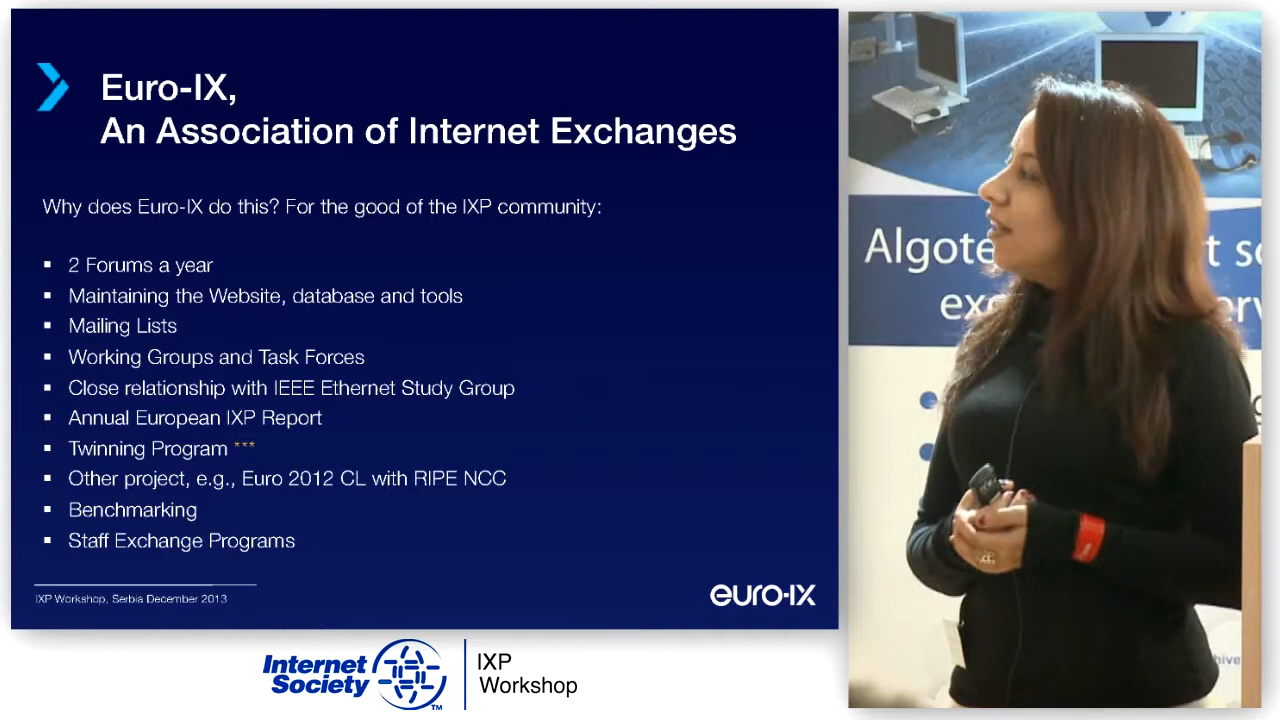 Euro-IX,
An Association of Internet Exchanges
Why does Euro-IX do this? For the good of the IXP community:
▪ 2 Forums a year
▪ Maintaining the Website, database and tools
▪ Mailing Lists
▪ Working Groups and Task Forces
▪ Close relationship with IEEE Ethernet Study Group
▪ Annual European IXP Report
▪ Twinning Program ***
▪ Other project, e.g., Euro 2012 CL with RIPE NCC
▪ Benchmarking
▪ Staff Exchange Programs
IXP Workshop, Serbia December 2013
euro-ix
Internet
Society
TM
IXP
Workshop